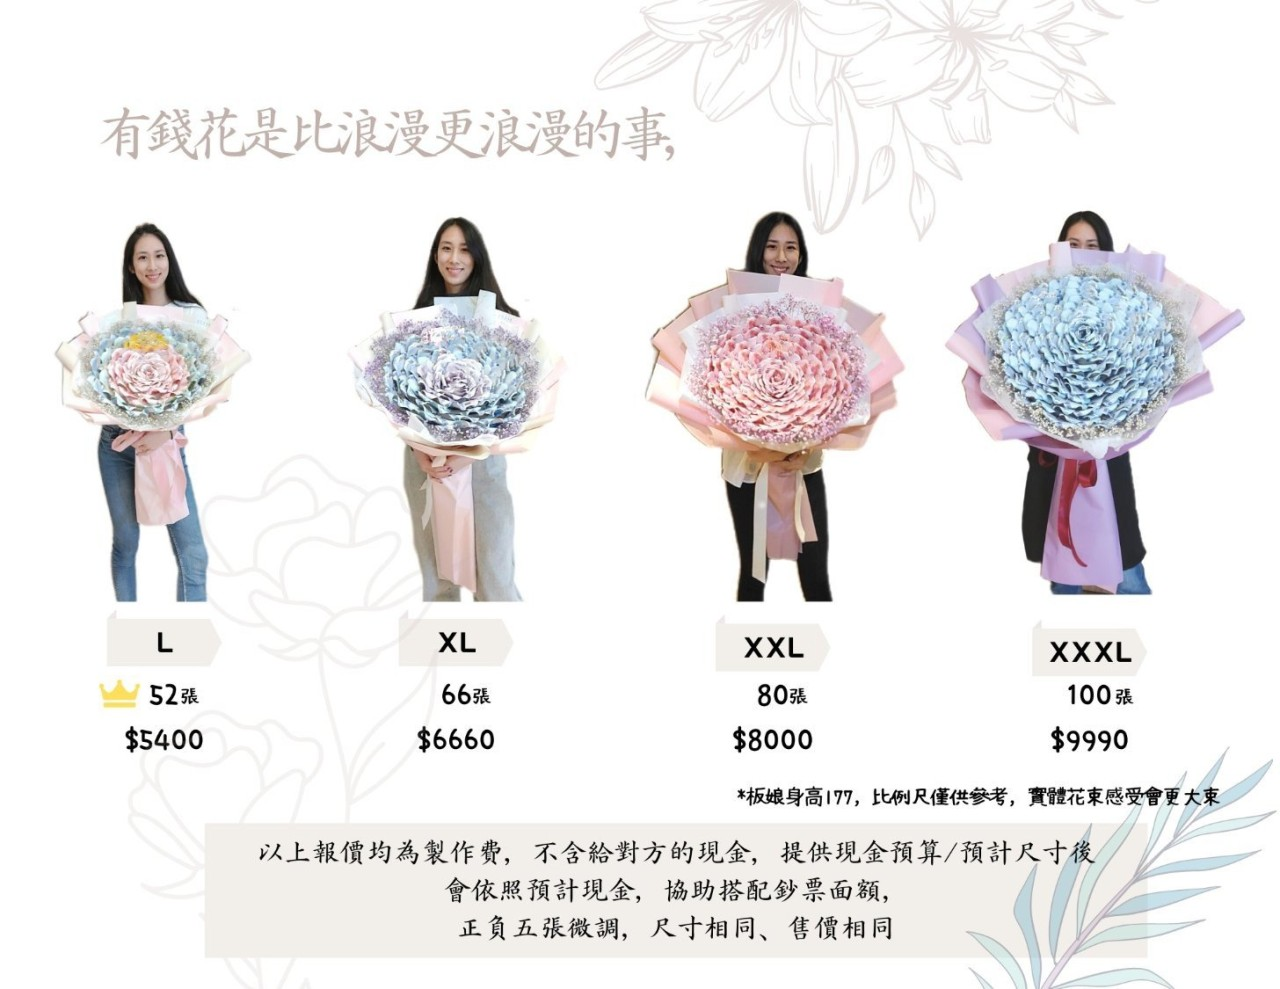 有錢花是比浪漫更浪漫的事,
L
XL
XXL
XXXL
52張
66張
80張
100張
$5400
$6660
$8000
$9990
*板娘身高177，比例尺僅供參考，實體花束感受會更大束
以上報價均為製作費，不含給對方的現金，提供現金預算/預計尺寸後
會依照預計現金，協助搭配鈔票面額，
正負五張微調，尺寸相同、售價相同